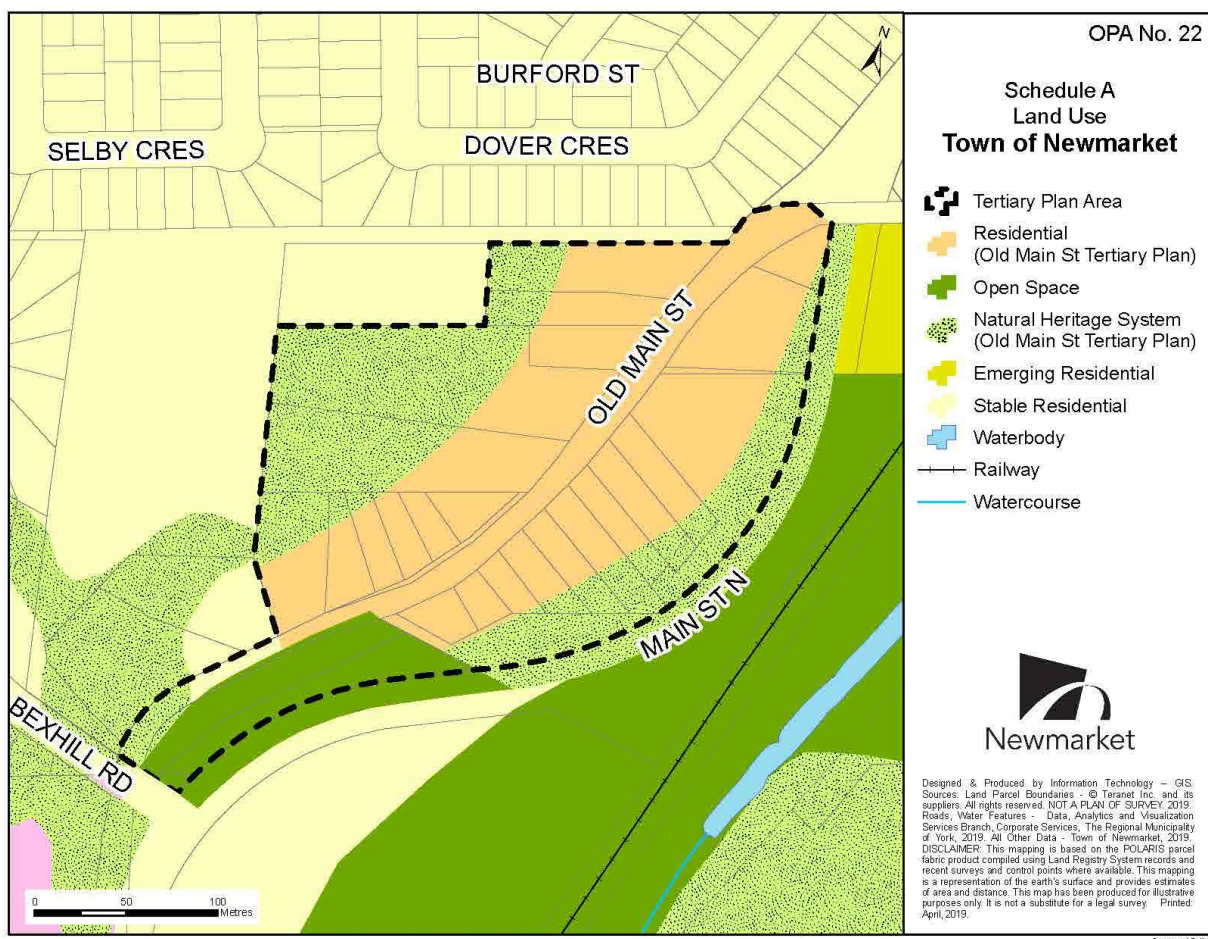 BURFORD ST
SELBY CRES
DOVER CRES
OLD MAIN ST
MAIN ST N
BEXHILL RD
0 50 100
Metres
N
OPA No. 22
Schedule A
Land Use
Town of Newmarket
Tertiary Plan Area
Residential
(Old Main St Tertiary Plan)
Open Space
Natural Heritage System
(Old Main St Tertiary Plan)
Emerging Residential
Stable Residential
Waterbody
Railway
Watercourse
Newmarket
Designed & Produced by Information Technology – GIS.
Sources: Land Parcel Boundaries - © Teranet Inc. and its
suppliers. All rights reserved. NOT A PLAN OF SURVEY. 2019.
Roads, Water Features - Data, Analytics and Visualization
Services Branch, Corporate Services, The Regional Municipality
of York, 2019. All Other Data - Town of Newmarket, 2019.
DISCLAIMER: This mapping is based on the POLARIS parcel
fabric product compiled using Land Registry System records and
recent surveys and control points where available. This mapping
is a representation of the earth's surface and provides estimates
of area and distance. This map has been produced for illustrative
purposes only. It is not a substitute for a legal survey. Printed:
April, 2019.